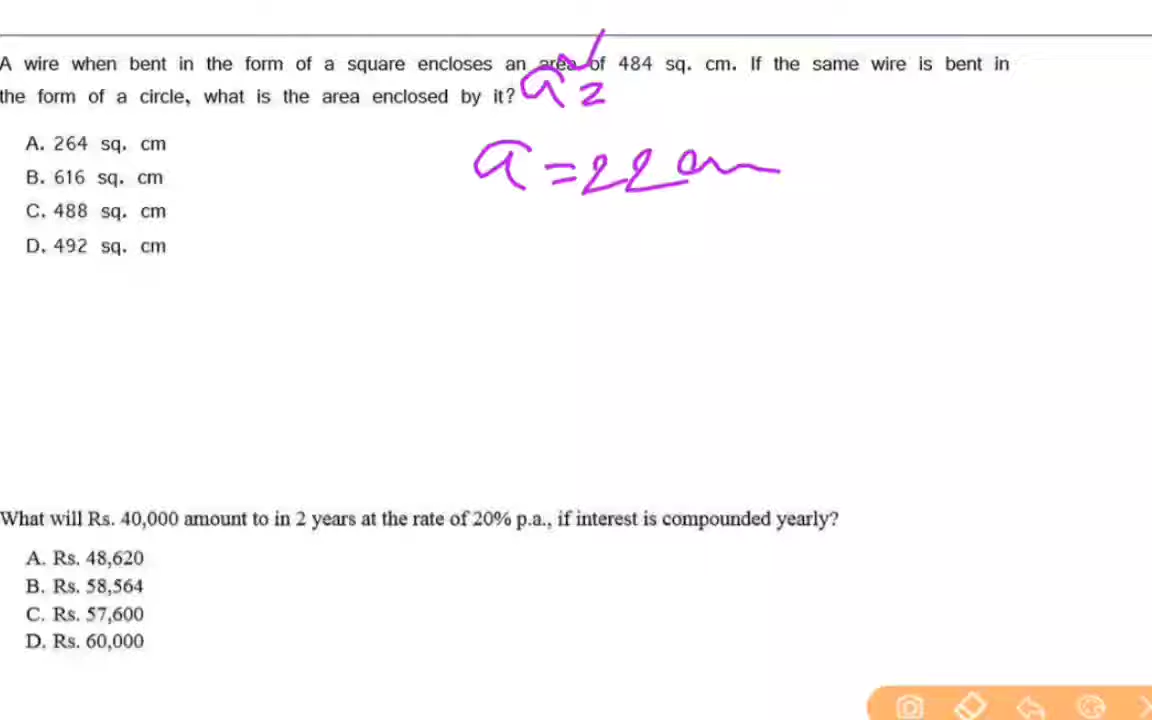 A wire when bent in the form of a square encloses an area of 484 sq. cm. If the same wire is bent in
the form of a circle, what is the area enclosed by it?
a² =
a = 22 cm
A. 264 sq. cm
B. 616 sq. cm
C. 488 sq. cm
D. 492 sq. cm
What will Rs. 40,000 amount to in 2 years at the rate of 20% p.a., if interest is compounded yearly?
A. Rs. 48,620
B. Rs. 58,564
C. Rs. 57,600
D. Rs. 60,000